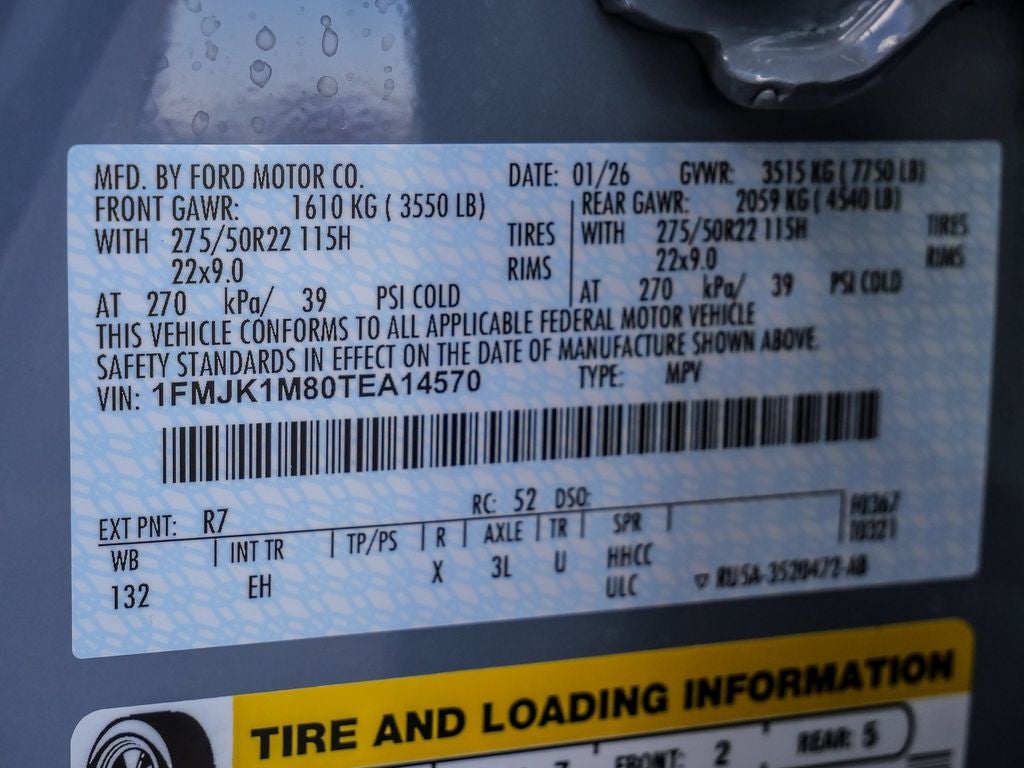 MFD. BY FORD MOTOR CO. DATE: 01/26 GVWR: 3515 KG ( 7750 LB)
FRONT GAWR: 1610 KG ( 3550 LB) REAR GAWR: 2059 KG ( 4540 LB)
WITH 275/50R22 115H TIRES WITH 275/50R22 115H TIRES
22x9.0 RIMS 22x9.0 RIMS
AT 270 kPa/ 39 PSI COLD AT 270 kPa/ 39 PSI COLD
THIS VEHICLE CONFORMS TO ALL APPLICABLE FEDERAL MOTOR VEHICLE
SAFETY STANDARDS IN EFFECT ON THE DATE OF MANUFACTURE SHOWN ABOVE.
VIN: 1FMJK1M80TEA14570 TYPE: MPV
EXT PNT: R7 RC: 52 DSO:
WB INT TR TP/PS R AXLE TR SPR
132 EH X 3L U HHCC
ULC
TIRE AND LOADING INFORMATION
FRONT: 2 REAR: 5